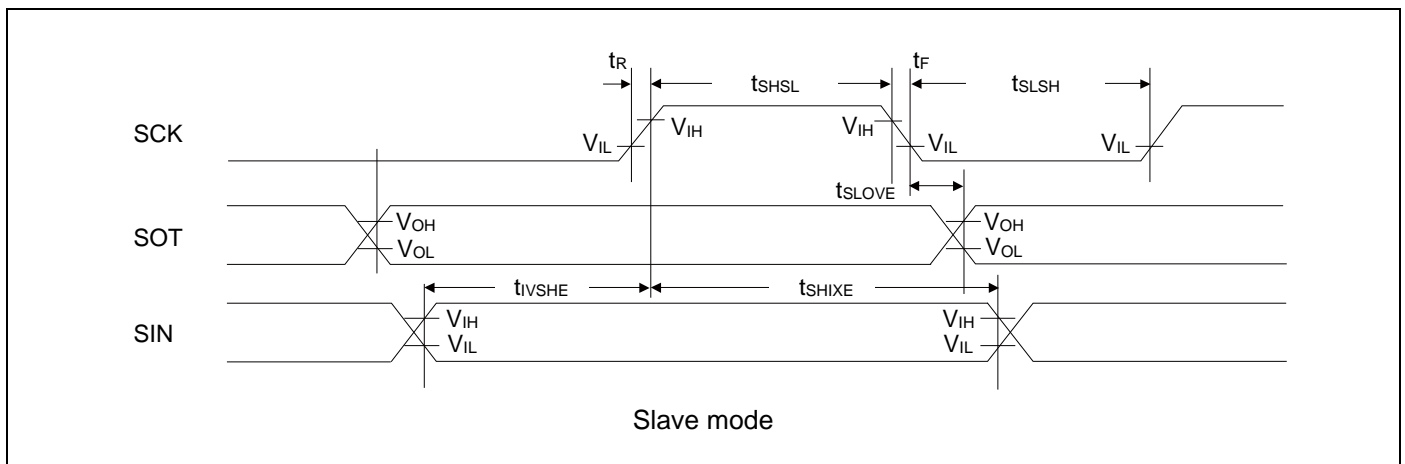 tR tF
tSHSL tSLSH
SCK VIH VIH
VIL VIL VIL
tSLOVE
SOT VOH VOH
VOL VOL
tIVSHE tSHIXE
SIN VIH VIH
VIL VIL
Slave mode